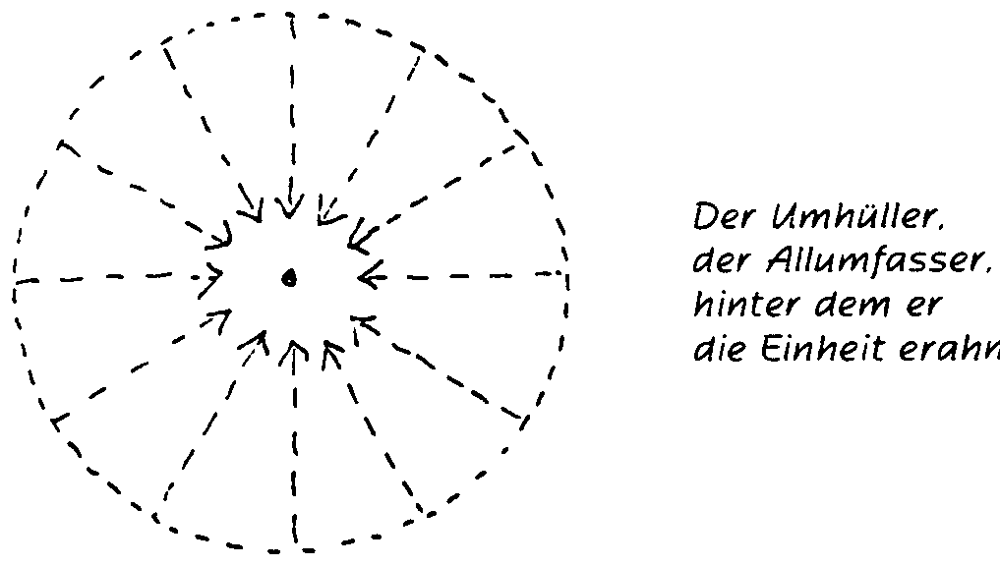 Der Umhüller,
der Allumfasser,
hinter dem er
die Einheit erahn